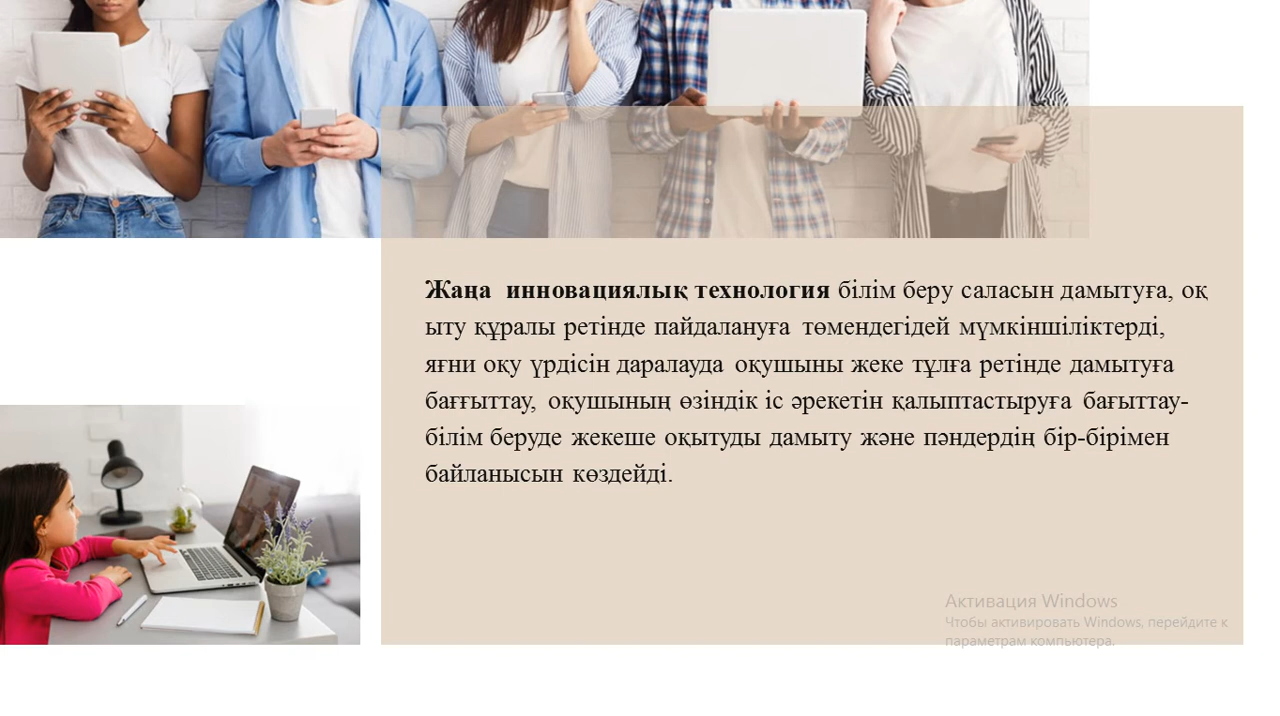 Жаңа инновациялық технология білім беру саласын дамытуға, оқ
ыту құралы ретінде пайдалануға төмендегідей мүмкіншіліктерді,
яғни оқу үрдісін даралауда оқушыны жеке тұлға ретінде дамытуға
бағғыттау, оқушының өзіндік іс әрекетін қалыптастыруға бағыттау-
білім беруде жекеше оқытуды дамыту және пәндердің бір-бірімен
байланысын көздейді.
Активация Windows
Чтобы активировать Windows, перейдите к
параметрам компьютера.